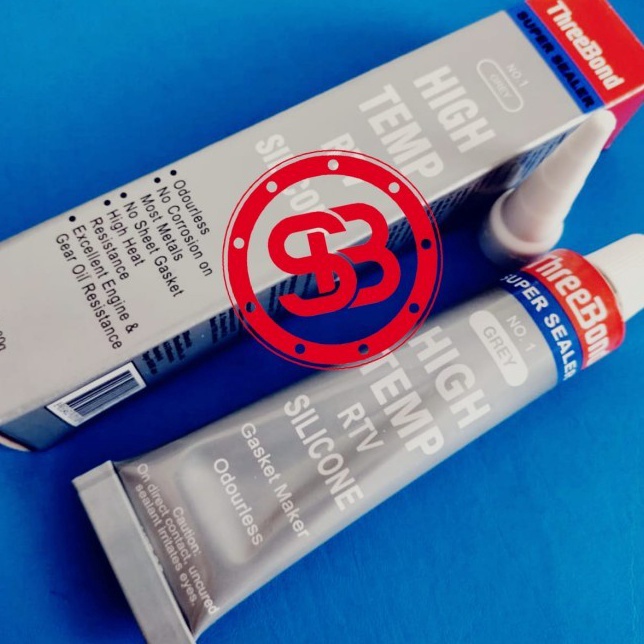 ThreeBond
SUPER SEALER
NO.1
GREY
HIGH
TEMP
• Odourless
• No Corrosion on
Most Metals
• No Sheet Gasket
• High Heat
Resistance
• Excellent Engine &
Gear Oil Resistance
SB
ThreeBond
SUPER SEALER
NO.1
GREY
HIGH
TEMP
RTV
SILICONE
Gasket Maker
Odourless
Caution:
On direct contact, uncured
sealant irritates eyes.